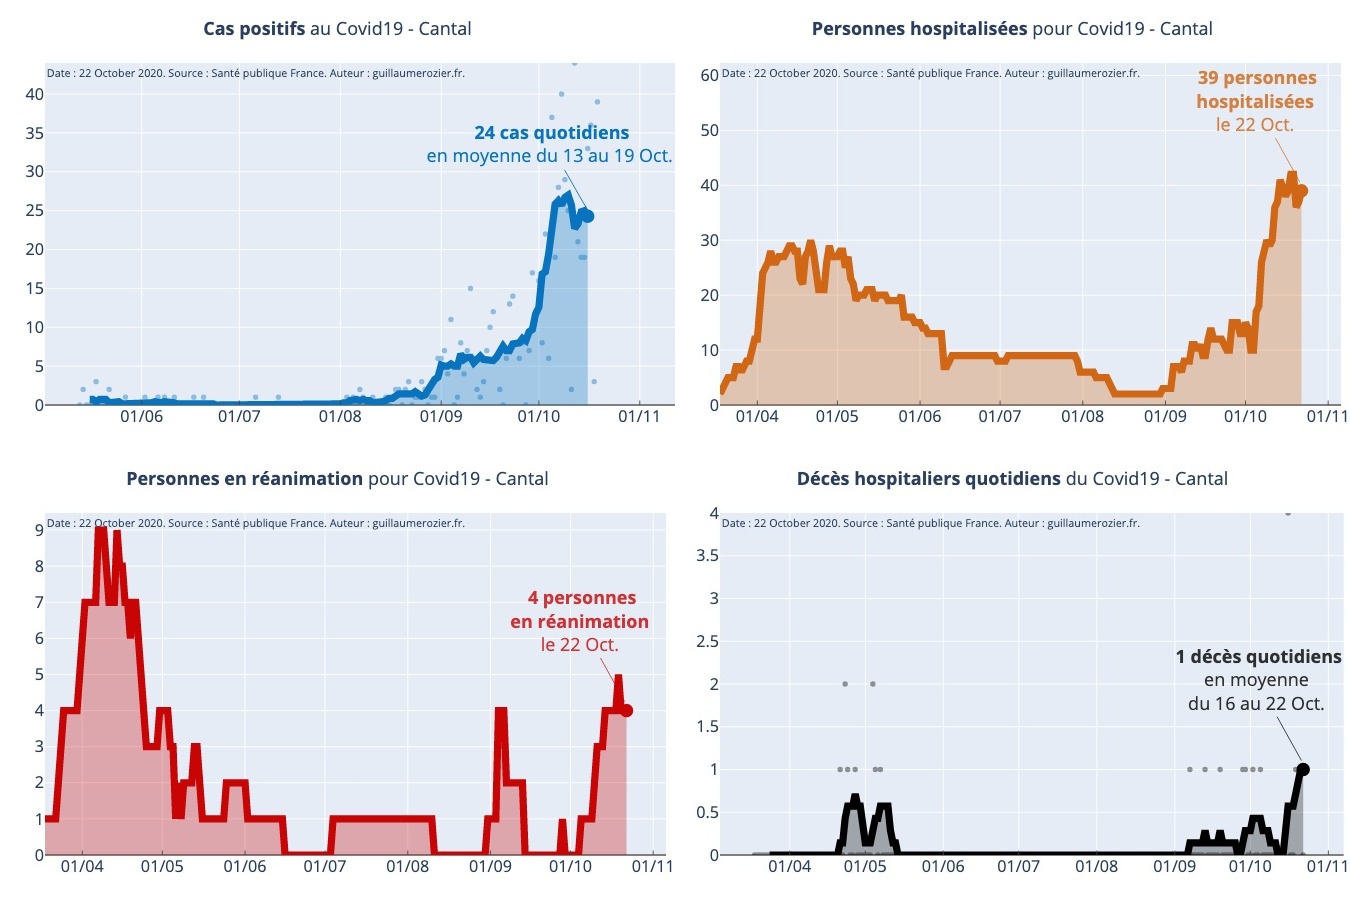 Cas positifs au Covid19 - Cantal
Date : 22 October 2020. Source : Santé publique France. Auteur : guillaumerozier.fr.
40
35
30
25
20
15
10
5
0
24 cas quotidiens
en moyenne du 13 au 19 Oct.
01/06 01/07 01/08 01/09 01/10 01/11
Personnes hospitalisées pour Covid19 - Cantal
Date : 22 October 2020. Source : Santé publique France. Auteur : guillaumerozier.fr.
60
50
40
30
20
10
0
39 personnes
hospitalisées
le 22 Oct.
01/04 01/05 01/06 01/07 01/08 01/09 01/10 01/11
Personnes en réanimation pour Covid19 - Cantal
Date : 22 October 2020. Source : Santé publique France. Auteur : guillaumerozier.fr.
9
8
7
6
5
4
3
2
1
0
4 personnes
en réanimation
le 22 Oct.
01/04 01/05 01/06 01/07 01/08 01/09 01/10 01/11
Décès hospitaliers quotidiens du Covid19 - Cantal
Date : 22 October 2020. Source : Santé publique France. Auteur : guillaumerozier.fr.
4
3.5
3
2.5
2
1.5
1
0.5
0
1 décès quotidiens
en moyenne
du 16 au 22 Oct.
01/04 01/05 01/06 01/07 01/08 01/09 01/10 01/11